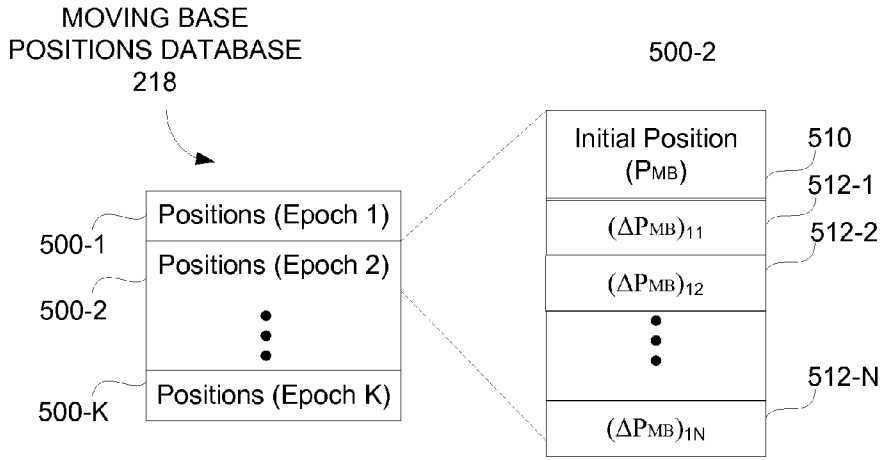 MOVING BASE
POSITIONS DATABASE
218
500-2
Positions (Epoch 1)
500-1
Positions (Epoch 2)
500-2
Positions (Epoch K)
500-K
Initial Position
(PMB)
510
512-1
(ΔPMB)11
512-2
(ΔPMB)12
512-N
(ΔPMB)1N